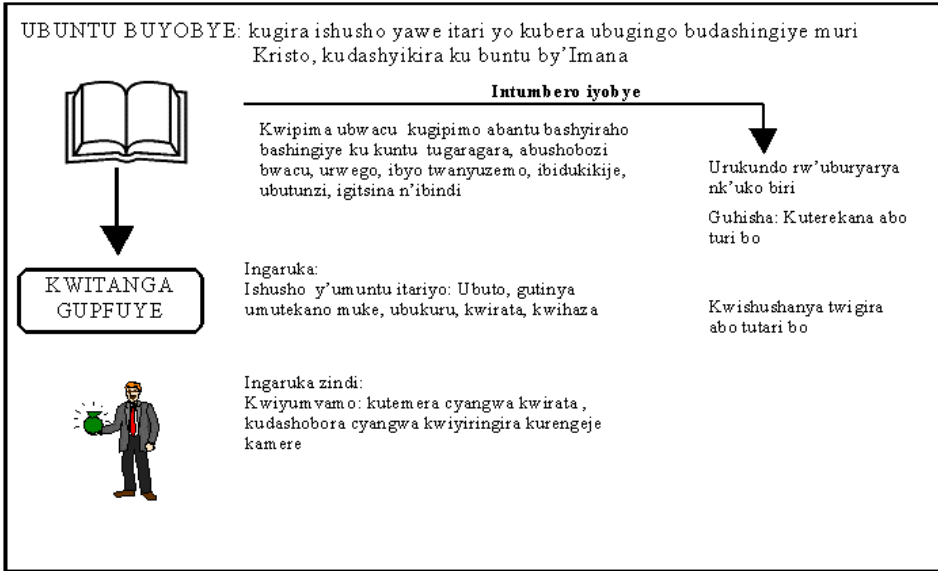 UBUNTU BUYOBYE: kugira ishusho yawe itari yo kubera ubugingo budashingiye muri
Kristo, kudashyikira ku buntu by'Imana
Intumbero iyobye
Kwipima ubwacu kugipimo abantu bashyiraho
bashingiye ku kuntu tugaragara, abushobozi
bwacu, urwego, ibyo twanyuzemo, ibidukikije,
ubutunzi, igitsina n'ibindi
Urukundo rw'uburyarya
nk'uko biri
Guhisha: Kuterekana abo
turi bo
KWITANGA
GUPFUYE
Ingaruka:
Ishusho y'umuntu itariyo: Ubuto, gutinya
umutekano muke, ubukuru, kwirata, kwihaza
Kwishushanya twigira
abo tutari bo
Ingaruka zindi:
Kwiyumvamo: kutemera cyangwa kwirata ,
kudashobora cyangwa kwiyiringira kurengeje
kamere